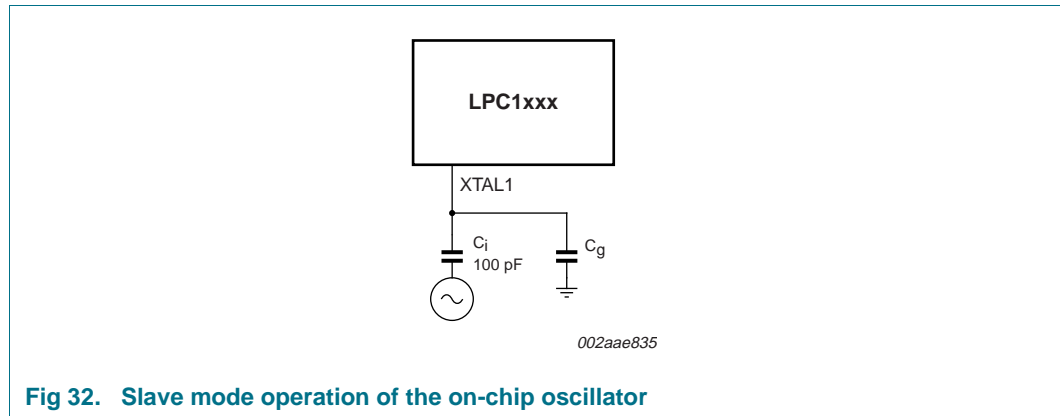 LPC1xxx
XTAL1
Ci
100 pF
Cg
002aae835
Fig 32. Slave mode operation of the on-chip oscillator